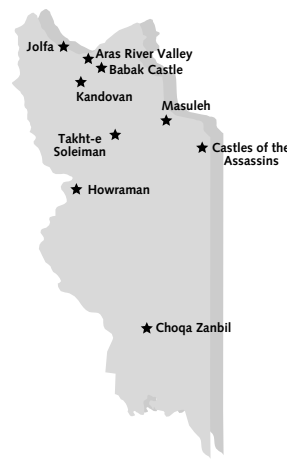 Jolfa
Aras River Valley
Babak Castle
Kandovan
Masuleh
Takht-e
Soleiman
Castles of the
Assassins
Howraman
Choqa Zanbil